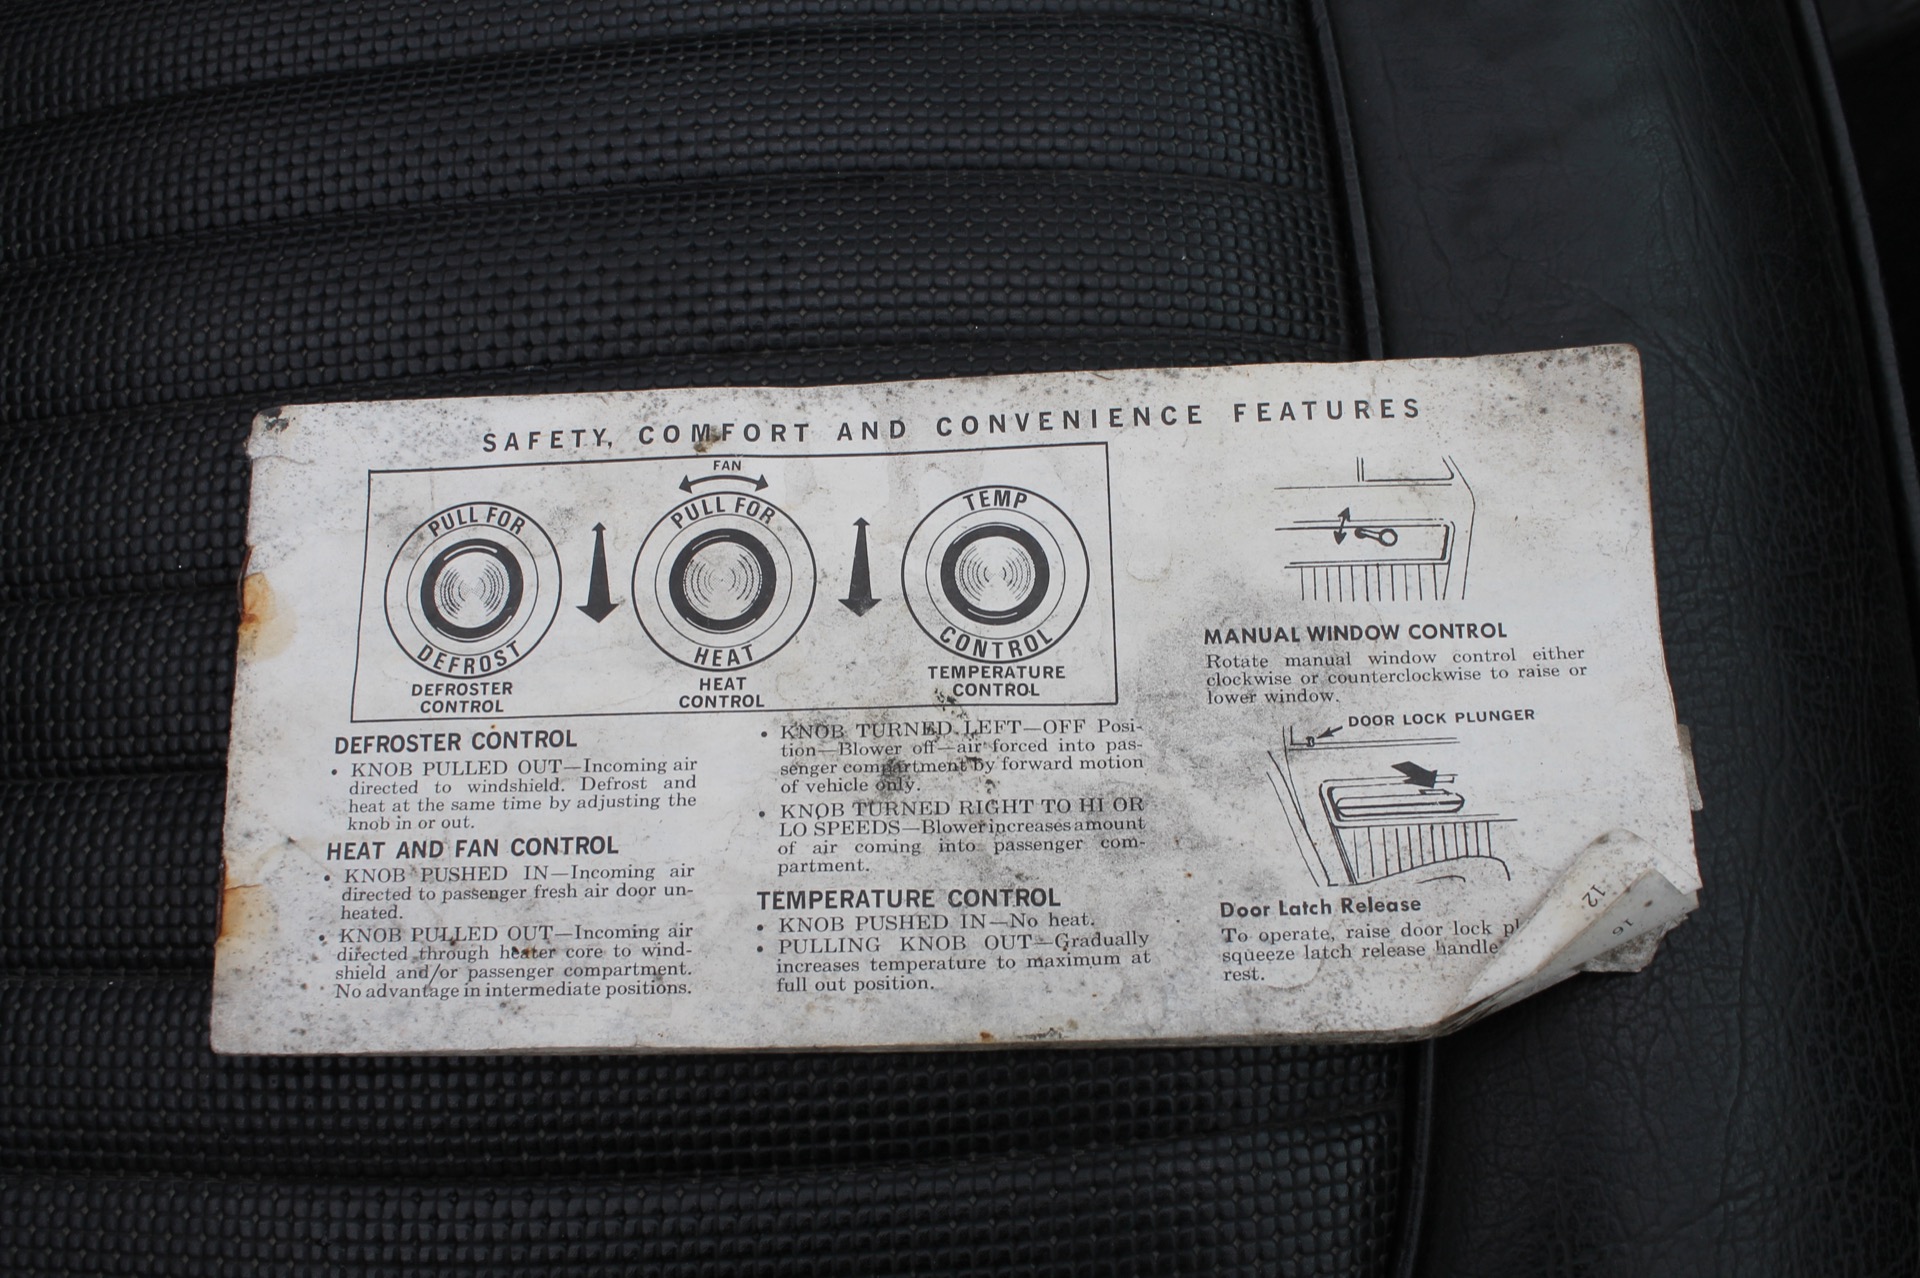 SAFETY, COMFORT AND CONVENIENCE FEATURES
FAN
PULL FOR
DEFROST
DEFROSTER
CONTROL
PULL FOR
HEAT
HEAT
CONTROL
TEMP
CONTROL
TEMPERATURE
CONTROL
DEFROSTER CONTROL
• KNOB PULLED OUT—Incoming air
directed to windshield. Defrost and
heat at the same time by adjusting the
knob in or out.
HEAT AND FAN CONTROL
• KNOB PUSHED IN—Incoming air
directed to passenger fresh air door un-
heated.
• KNOB PULLED OUT—Incoming air
directed through heater core to wind-
shield and/or passenger compartment.
No advantage in intermediate positions.
• KNOB TURNED LEFT—OFF Posi-
tion—Blower off—air forced into pas-
senger compartment by forward motion
of vehicle only.
• KNOB TURNED RIGHT TO HI OR
LO SPEEDS—Blower increases amount
of air coming into passenger com-
partment.
TEMPERATURE CONTROL
• KNOB PUSHED IN—No heat.
• PULLING KNOB OUT—Gradually
increases temperature to maximum at
full out position.
MANUAL WINDOW CONTROL
Rotate manual window control either
clockwise or counterclockwise to raise or
lower window.
DOOR LOCK PLUNGER
Door Latch Release
To operate, raise door lock
squeeze latch release handle
rest.
12
16